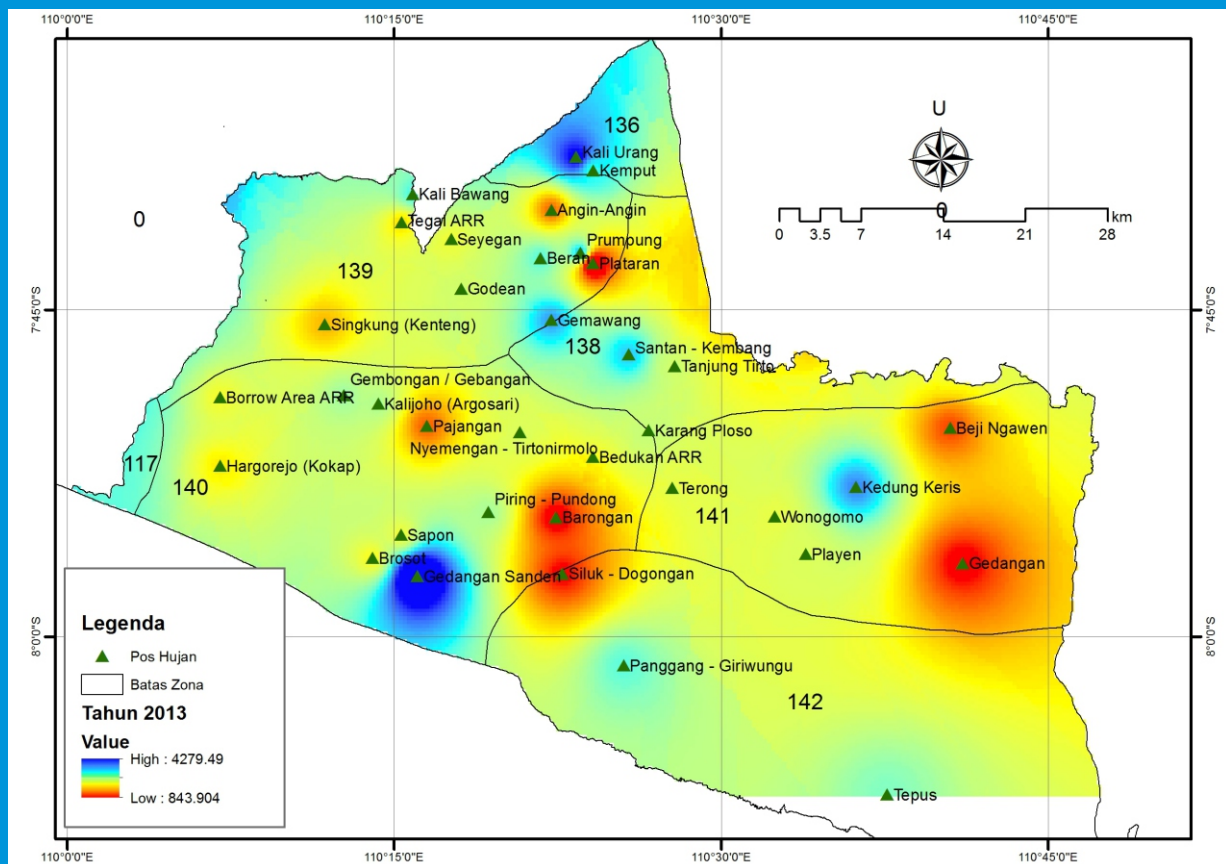 110°0'0"E 110°15'0"E 110°30'0"E 110°45'0"E
U
136
Kali Urang
Kemput
Kali Bawang
0
Angin-Angin
0
Tegal ARR
km
0 3.5 7 14 21 28
Seyegan
Prumpung
Beran
Plataran
139
Godean
7°45'0"S 7°45'0"S
Gemawang
Singkung (Kenteng)
138
Santan - Kembang
Tanjung Tirto
Gembongan / Gebangan
Borrow Area ARR
Kalijoho (Argosari)
Pajangan
Beji Ngawen
Karang Ploso
Nyemengan - Tirtonirmolo
Bedukan ARR
117
Hargorejo (Kokap)
140
Terong
Kedung Keris
Piring - Pundong
Barongan
141
Wonogomo
Sapon
Playen
Brosot
Gedangan
Gedangan Sanden
Siluk - Dogongan
8°0'0"S 8°0'0"S
Legenda
Pos Hujan
Batas Zona
Tahun 2013
Value
High : 4279.49
Low : 843.904
Panggang - Giriwungu
142
Tepus
110°0'0"E 110°15'0"E 110°30'0"E 110°45'0"E